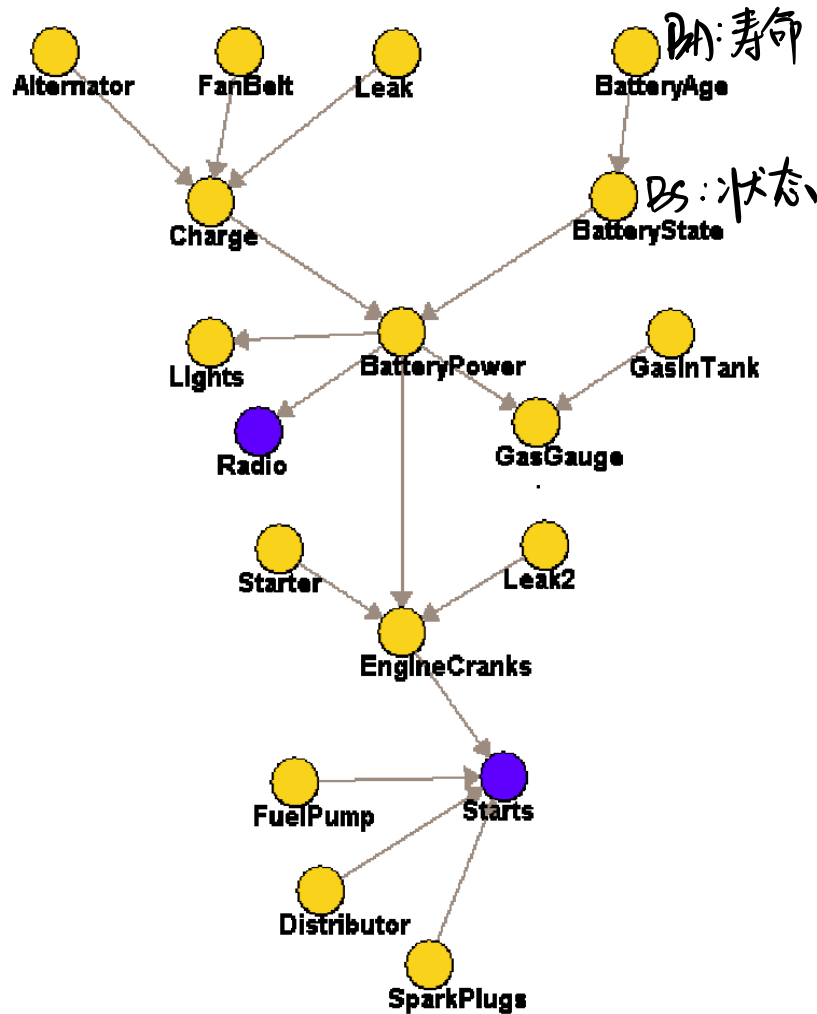 BA:寿命
Alternator FanBelt Leak BatteryAge
BS:状态
Charge BatteryState
Lights BatteryPower GasInTank
Radio GasGauge
Starter Leak2
EngineCranks
FuelPump Starts
Distributor
SparkPlugs